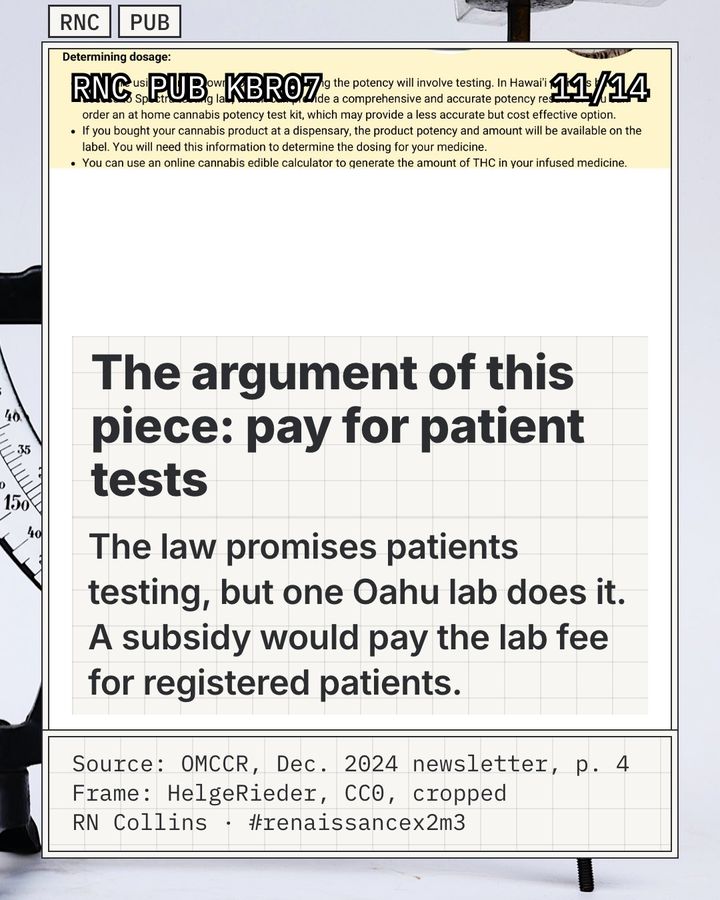 RNC PUB
Determining dosage:
RNC PUB KBR07 11/14
the potency will involve testing. In Hawai'i
provide a comprehensive and accurate potency
order an at home cannabis potency test kit, which may provide a less accurate but cost effective option.
• If you bought your cannabis product at a dispensary, the product potency and amount will be available on the
label. You will need this information to determine the dosing for your medicine.
• You can use an online cannabis edible calculator to generate the amount of THC in your infused medicine.
The argument of this
piece: pay for patient
tests
The law promises patients
testing, but one Oahu lab does it.
A subsidy would pay the lab fee
for registered patients.
Source: OMCCR, Dec. 2024 newsletter, p. 4
Frame: HelgeRieder, CC0, cropped
RN Collins · #renaissancex2m3
40
35
150
40